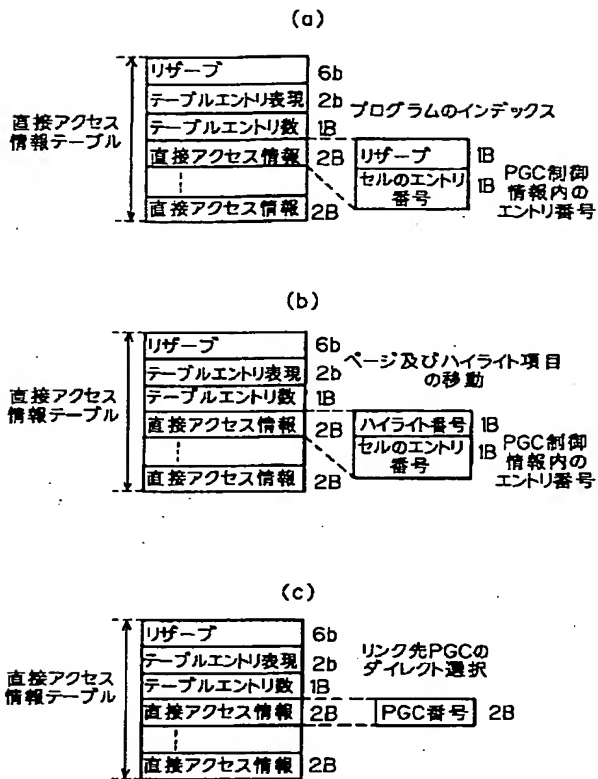 (a)
直接アクセス
情報テーブル
リザーブ 6b
テーブルエントリ表現 2b
テーブルエントリ数 1B
直接アクセス情報 2B
直接アクセス情報 2B
プログラムのインデックス
リザーブ 1B
セルのエントリ
番号
1B
PGC制御
情報内の
エントリ番号
(b)
直接アクセス
情報テーブル
リザーブ 6b
テーブルエントリ表現 2b
テーブルエントリ数 1B
直接アクセス情報 2B
直接アクセス情報 2B
ページ及びハイライト項目
の移動
ハイライト番号 1B
セルのエントリ
番号
1B
PGC制御
情報内の
エントリ番号
(c)
直接アクセス
情報テーブル
リザーブ 6b
テーブルエントリ表現 2b
テーブルエントリ数 1B
直接アクセス情報 2B
直接アクセス情報 2B
リンク先PGCの
ダイレクト選択
PGC番号 2B